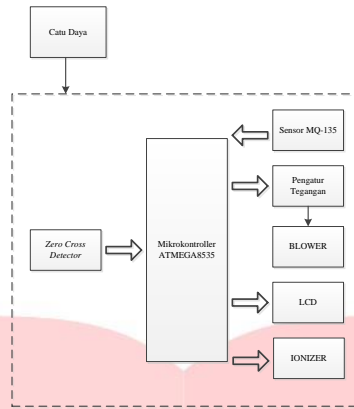 Catu Daya
Sensor MQ-135
Pengatur
Tegangan
Mikrokontroller
ATMEGA8535
Zero Cross
Detector
BLOWER
LCD
IONIZER